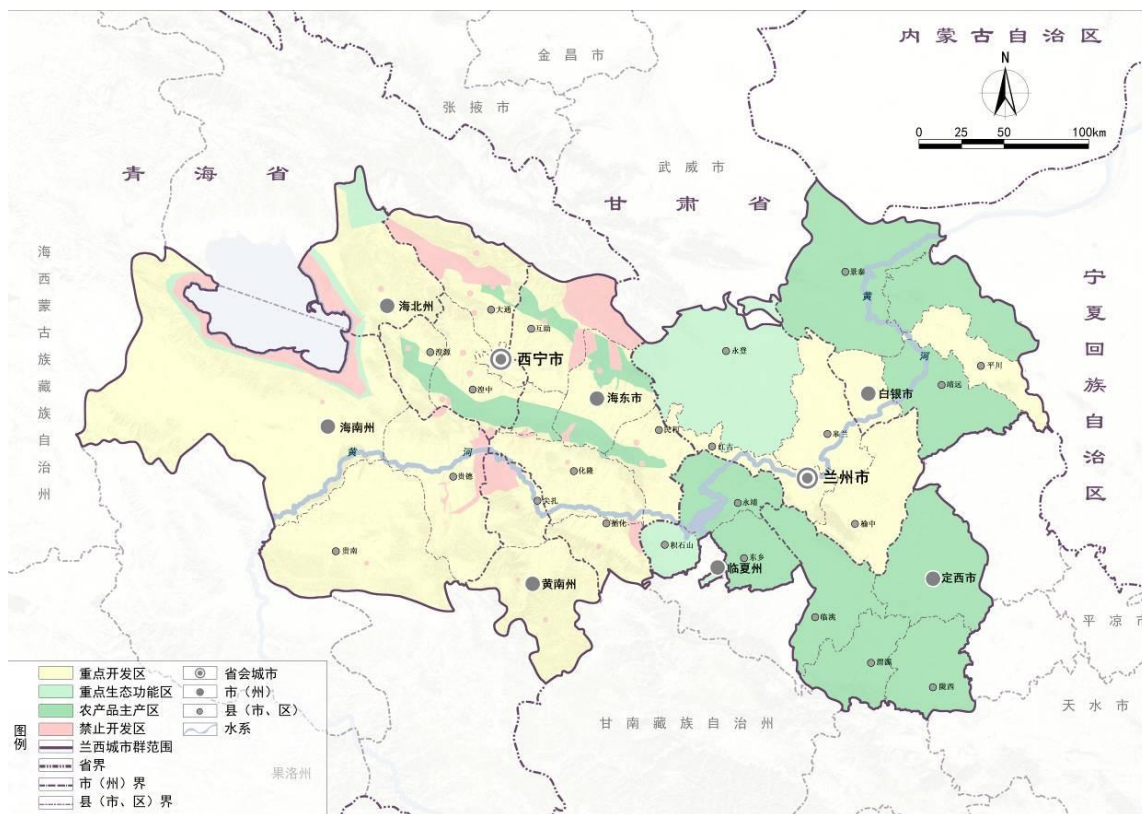 内蒙古自治区
金昌市
N
张掖市
0 25 50 100km
武威市
青海省
甘肃省
海西蒙古族藏族自治州
宁夏回族自治区
景泰
黄
海北州
大通
互助
河
永登
湟源
西宁市
平川
靖远
湟中
海东市
白银市
海南州
民和
皋兰
红古
黄
河
化隆
贵德
兰州市
尖扎
永靖
循化
榆中
积石山
贵南
东乡
临夏州
定西市
黄南州
临洮
平凉市
渭源
陇西
天水市
甘南藏族自治州
果洛州
图例
重点开发区
省会城市
重点生态功能区
市（州）
农产品主产区
县（市、区）
禁止开发区
水系
兰西城市群范围
省界
市（州）界
县（市、区）界